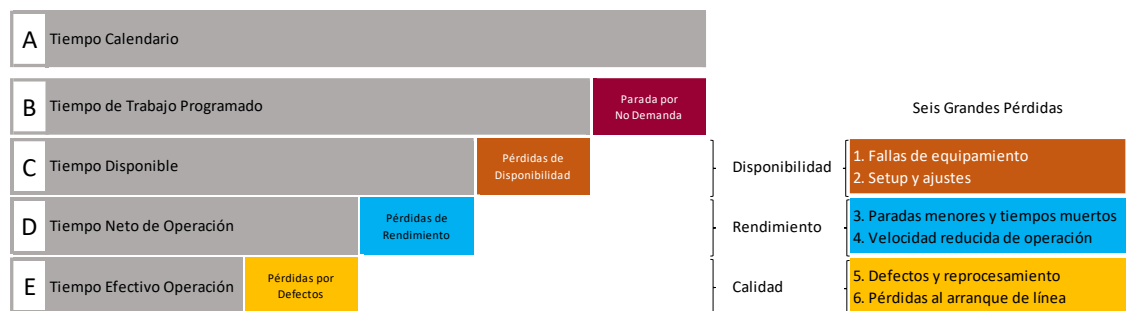 A Tiempo Calendario
B Tiempo de Trabajo Programado
Parada por
No Demanda
Seis Grandes Pérdidas
C Tiempo Disponible
Pérdidas de
Disponibilidad
Disponibilidad
1. Fallas de equipamiento
2. Setup y ajustes
D Tiempo Neto de Operación
Pérdidas de
Rendimiento
Rendimiento
3. Paradas menores y tiempos muertos
4. Velocidad reducida de operación
E Tiempo Efectivo Operación
Pérdidas por
Defectos
Calidad
5. Defectos y reprocesamiento
6. Pérdidas al arranque de línea